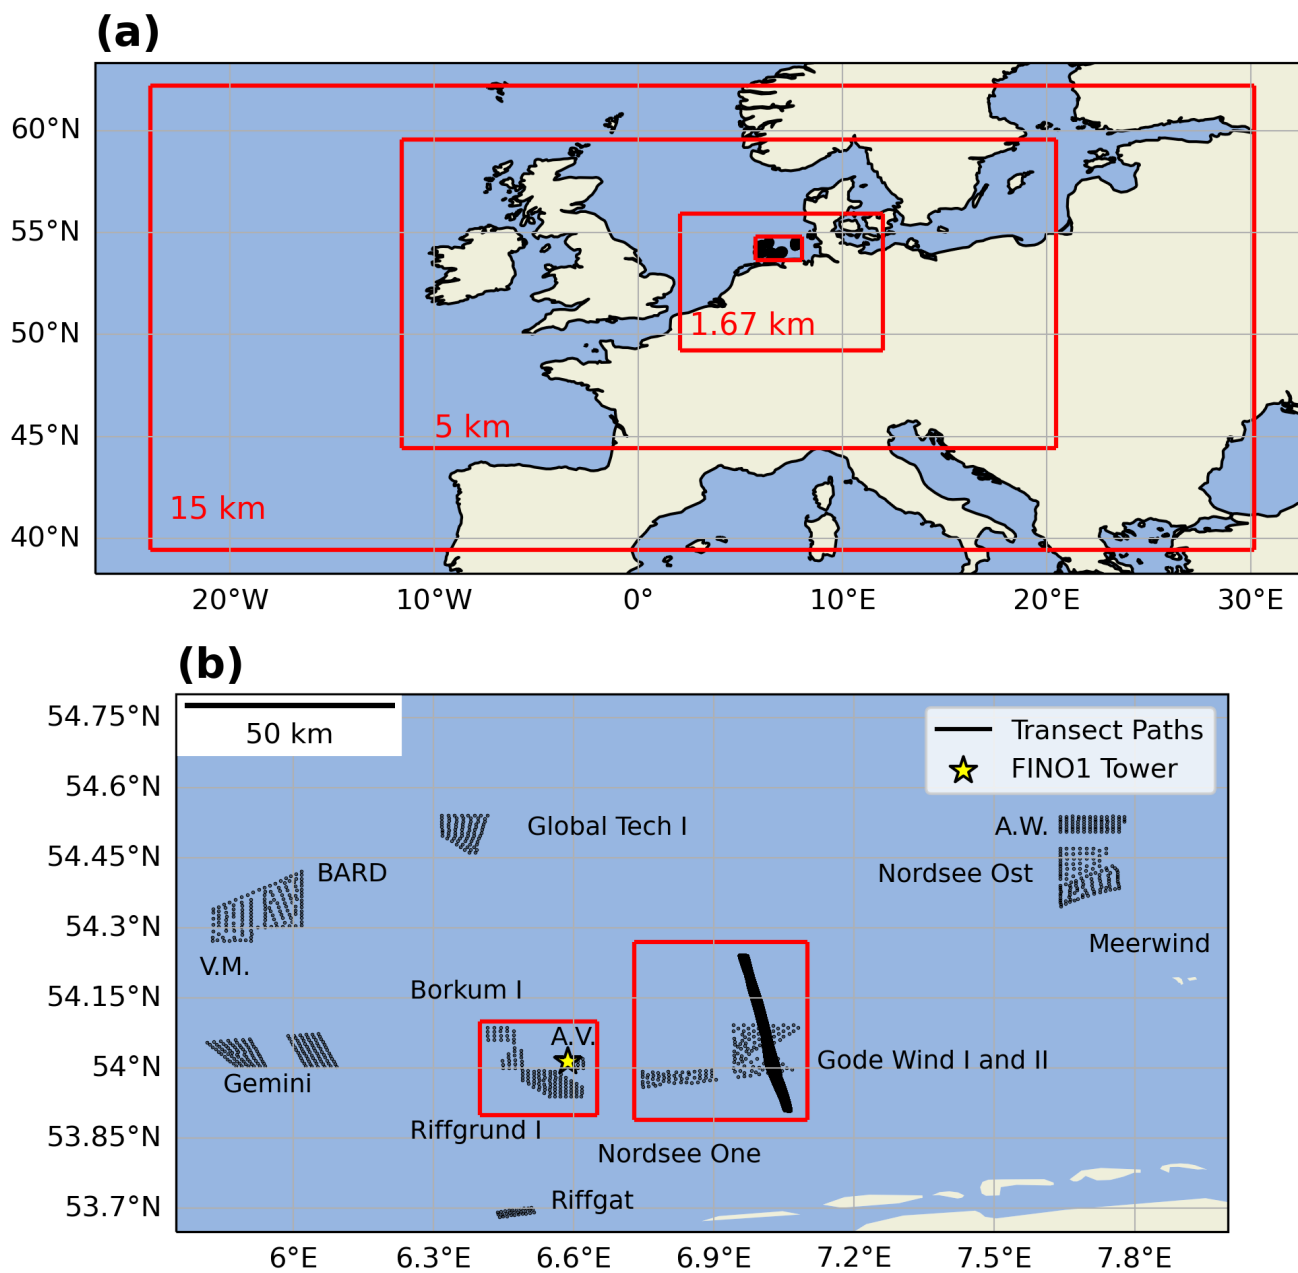 (a)
60°N
55°N
50°N
45°N
40°N
1.67 km
5 km
15 km
20°W 10°W 0° 10°E 20°E 30°E
(b)
54.75°N
54.6°N
54.45°N
54.3°N
54.15°N
54°N
53.85°N
53.7°N
50 km
Transect Paths
FINO1 Tower
Global Tech I
A.W.
BARD
Nordsee Ost
V.M.
Meerwind
Borkum I
A.V.
Gode Wind I and II
Gemini
Riffgrund I
Nordsee One
Riffgat
6°E 6.3°E 6.6°E 6.9°E 7.2°E 7.5°E 7.8°E